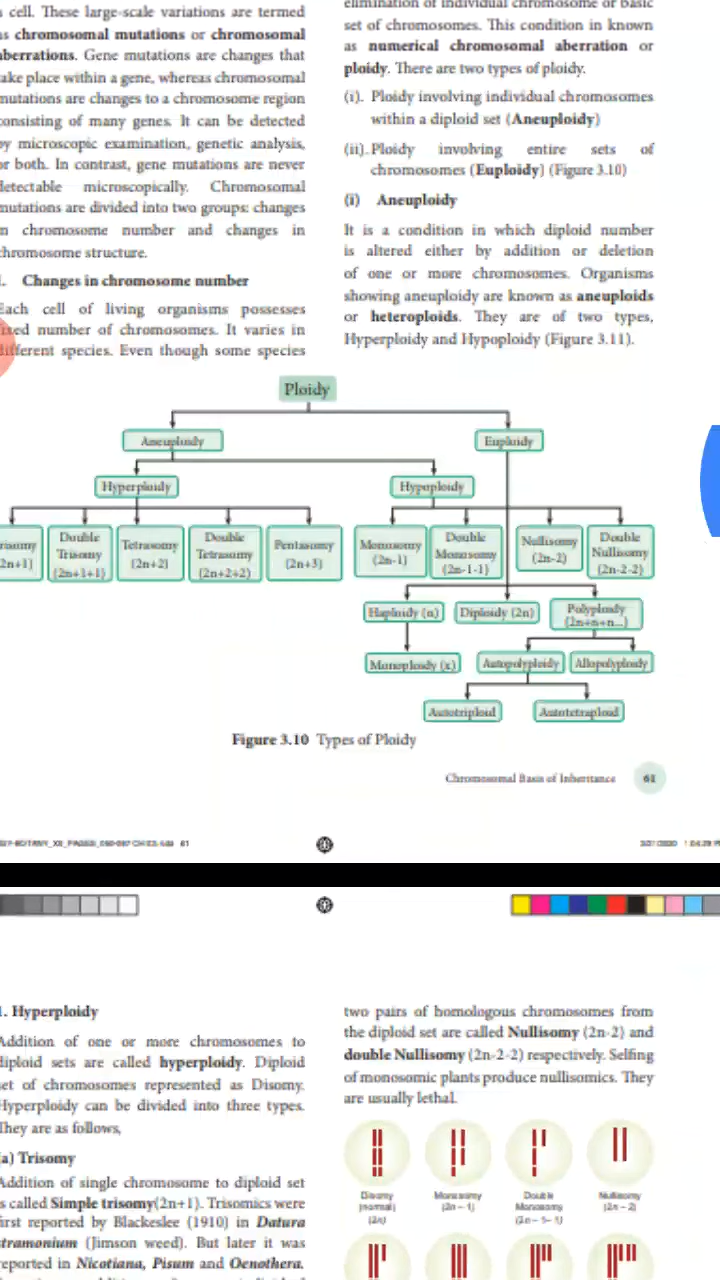 cell. These large-scale variations are termed
as chromosomal mutations or chromosomal
aberrations. Gene mutations are changes that
take place within a gene, whereas chromosomal
mutations are changes to a chromosome region
consisting of many genes. It can be detected
by microscopic examination, genetic analysis,
or both. In contrast, gene mutations are never
detectable microscopically. Chromosomal
mutations are divided into two groups: changes
in chromosome number and changes in
chromosome structure.
I. Changes in chromosome number
Each cell of living organisms possesses
fixed number of chromosomes. It varies in
different species. Even though some species
elimination of individual chromosome or basic
set of chromosomes. This condition in known
as numerical chromosomal aberration or
ploidy. There are two types of ploidy.
(i). Ploidy involving individual chromosomes
within a diploid set (Aneuploidy)
(ii). Ploidy involving entire sets of
chromosomes (Euploidy) (Figure 3.10)
(i) Aneuploidy
It is a condition in which diploid number
is altered either by addition or deletion
of one or more chromosomes. Organisms
showing aneuploidy are known as aneuploids
or heteroploids. They are of two types,
Hyperploidy and Hypoploidy (Figure 3.11).
Ploidy
Aneuploidy
Euploidy
Hyperploidy
Hypoploidy
Trisomy
(2n+1)
Double
Trisomy
(2n+1+1)
Tetrasomy
(2n+2)
Double
Tetrasomy
(2n+2+2)
Pentasomy
(2n+3)
Monosomy
(2n-1)
Double
Monosomy
(2n-1-1)
Nullisomy
(2n-2)
Double
Nullisomy
(2n-2-2)
Haploidy (n)
Diploidy (2n)
Polyploidy
(2n+n+n...)
Monoploidy (x)
Autopolyploidy
Allopolyploidy
Autotriploid
Autotetraploid
Figure 3.10 Types of Ploidy
Chromosomal Basis of Inheritance 61
1. Hyperploidy
Addition of one or more chromosomes to
diploid sets are called hyperploidy. Diploid
set of chromosomes represented as Disomy.
Hyperploidy can be divided into three types.
They are as follows,
(a) Trisomy
Addition of single chromosome to diploid set
is called Simple trisomy(2n+1). Trisomics were
first reported by Blackeslee (1910) in Datura
stramonium (Jimson weed). But later it was
reported in Nicotiana, Pisum and Oenothera.
two pairs of homologous chromosomes from
the diploid set are called Nullisomy (2n-2) and
double Nullisomy (2n-2-2) respectively. Selfing
of monosomic plants produce nullisomics. They
are usually lethal.
Disomy
(normal)
(2n)
Monosomy
(2n – 1)
Double
Monosomy
(2n – 1– 1)
Nullisomy
(2n – 2)